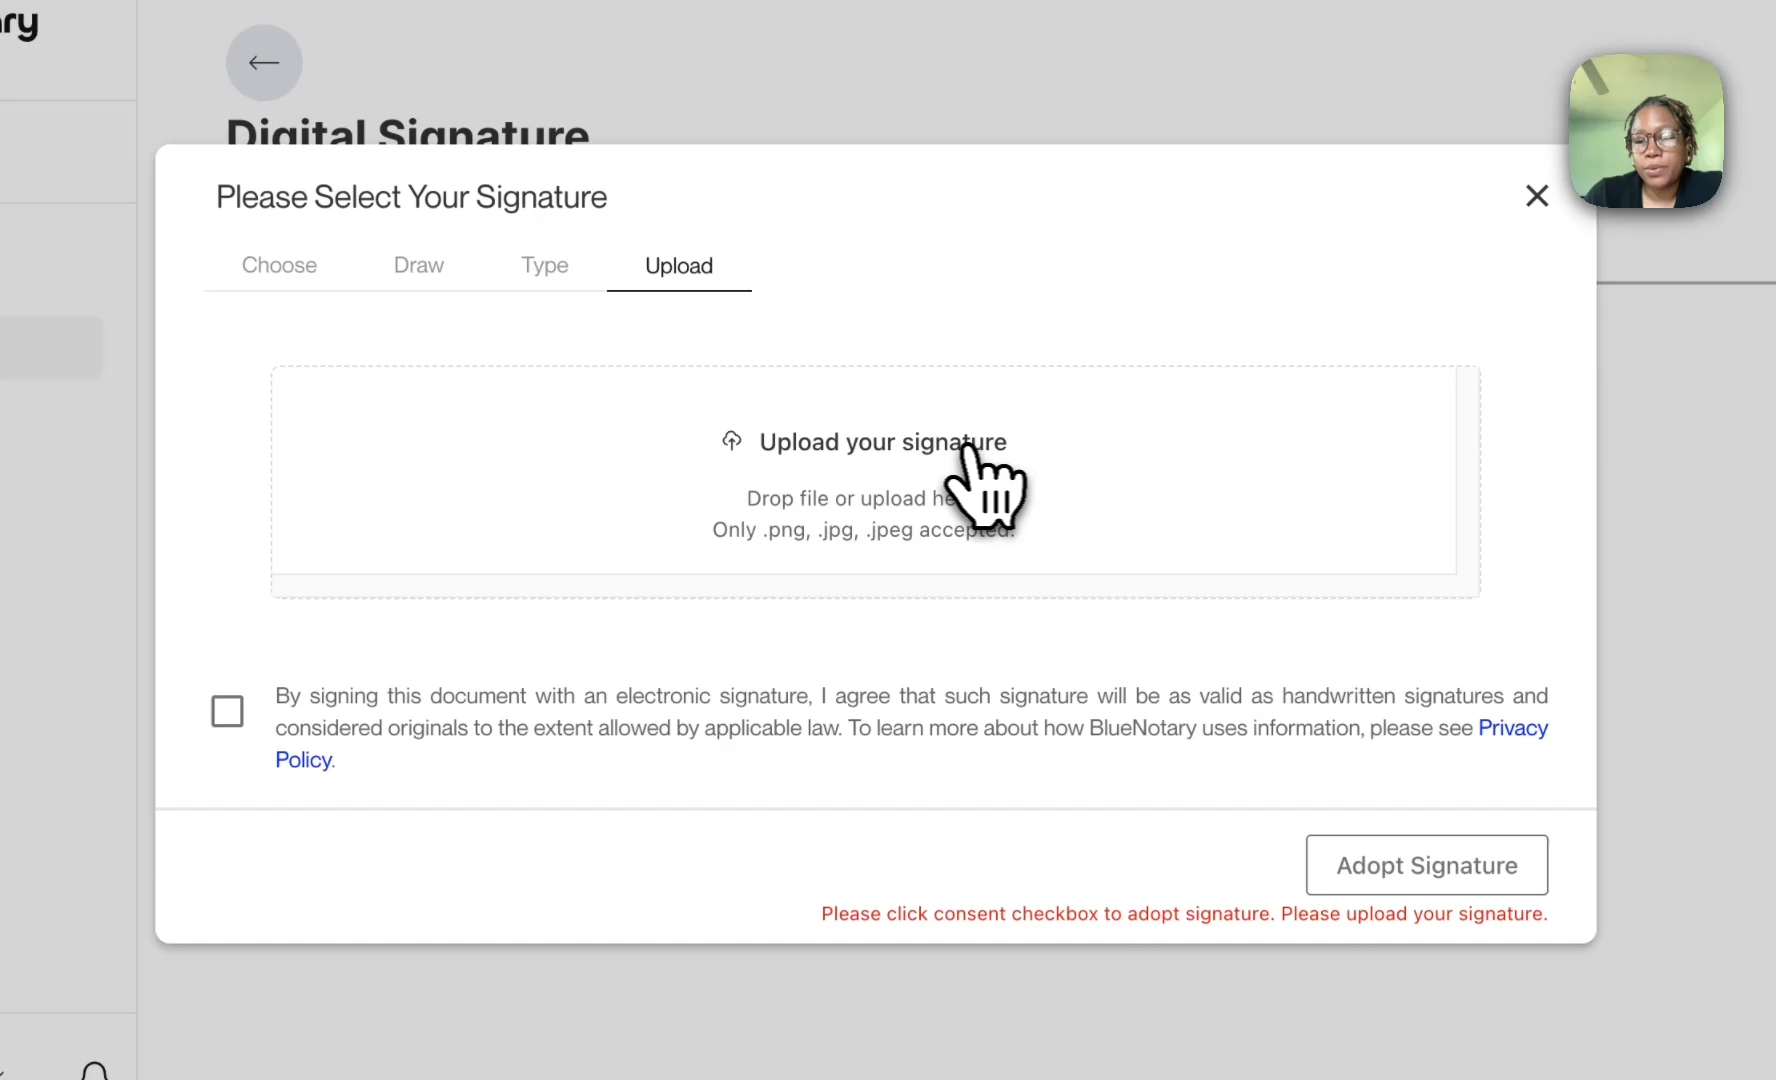 Digital Signature
Please Select Your Signature
Choose Draw Type Upload
Upload your signature
Drop file or upload
Only .png, .jpg, .jpeg accepted.
By signing this document with an electronic signature, I agree that such signature will be as valid as handwritten signatures and
considered originals to the extent allowed by applicable law. To learn more about how BlueNotary uses information, please see Privacy
Policy.
Adopt Signature
Please click consent checkbox to adopt signature. Please upload your signature.